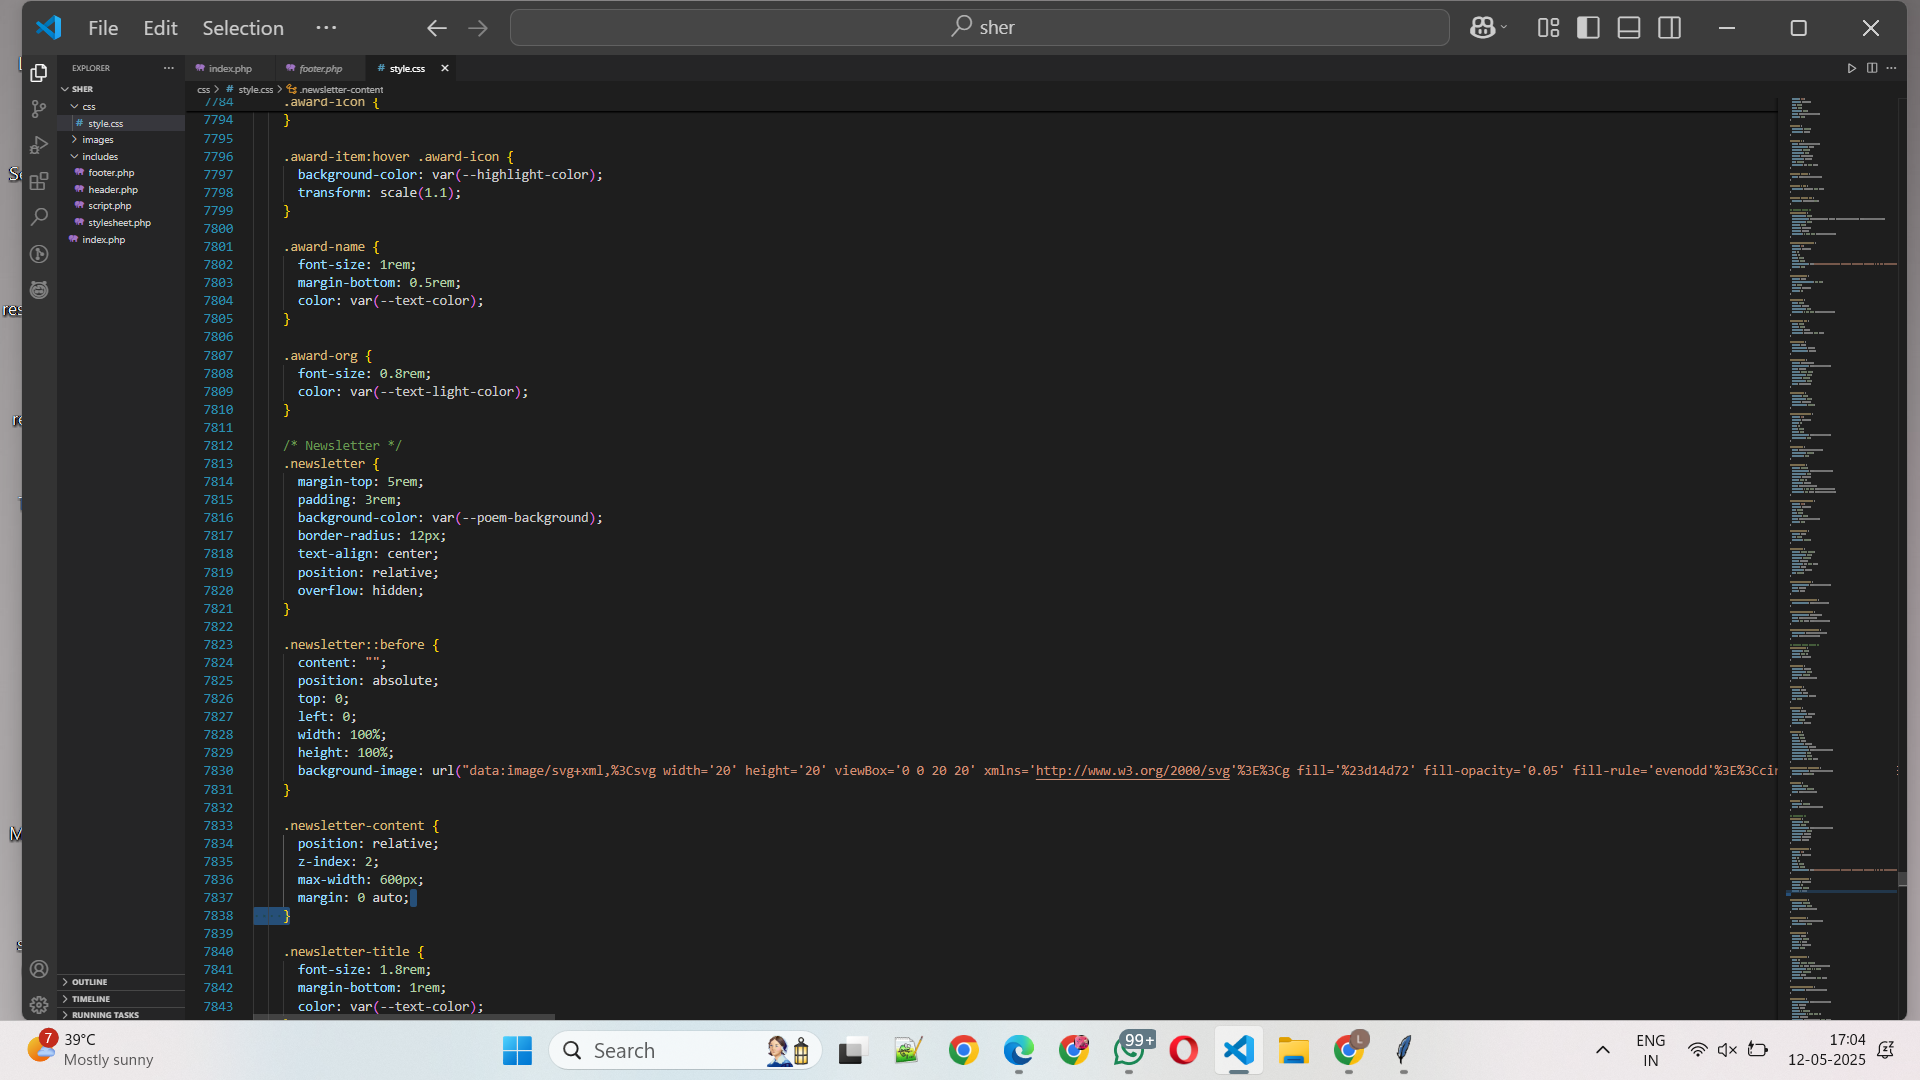 File Edit Selection ···
sher
EXPLORER
index.php footer.php # style.css
SHER
css
# style.css
images
includes
footer.php
header.php
script.php
stylesheet.php
index.php
OUTLINE
TIMELINE
RUNNING TASKS
css > # style.css > .newsletter-content
7784 .award-icon {
7794 }
7795
7796 .award-item:hover .award-icon {
7797 background-color: var(--highlight-color);
7798 transform: scale(1.1);
7799 }
7800
7801 .award-name {
7802 font-size: 1rem;
7803 margin-bottom: 0.5rem;
7804 color: var(--text-color);
7805 }
7806
7807 .award-org {
7808 font-size: 0.8rem;
7809 color: var(--text-light-color);
7810 }
7811
7812 /* Newsletter */
7813 .newsletter {
7814 margin-top: 5rem;
7815 padding: 3rem;
7816 background-color: var(--poem-background);
7817 border-radius: 12px;
7818 text-align: center;
7819 position: relative;
7820 overflow: hidden;
7821 }
7822
7823 .newsletter::before {
7824 content: "";
7825 position: absolute;
7826 top: 0;
7827 left: 0;
7828 width: 100%;
7829 height: 100%;
7830 background-image: url("data:image/svg+xml,%3Csvg width='20' height='20' viewBox='0 0 20 20' xmlns='http://www.w3.org/2000/svg'%3E%3Cg fill='%23d14d72' fill-opacity='0.05' fill-rule='evenodd'%3E%3Ccir
7831 }
7832
7833 .newsletter-content {
7834 position: relative;
7835 z-index: 2;
7836 max-width: 600px;
7837 margin: 0 auto;
7838 }
7839
7840 .newsletter-title {
7841 font-size: 1.8rem;
7842 margin-bottom: 1rem;
7843 color: var(--text-color);
7
39°C
Mostly sunny
Search
99+
L
ENG
IN
17:04
12-05-2025